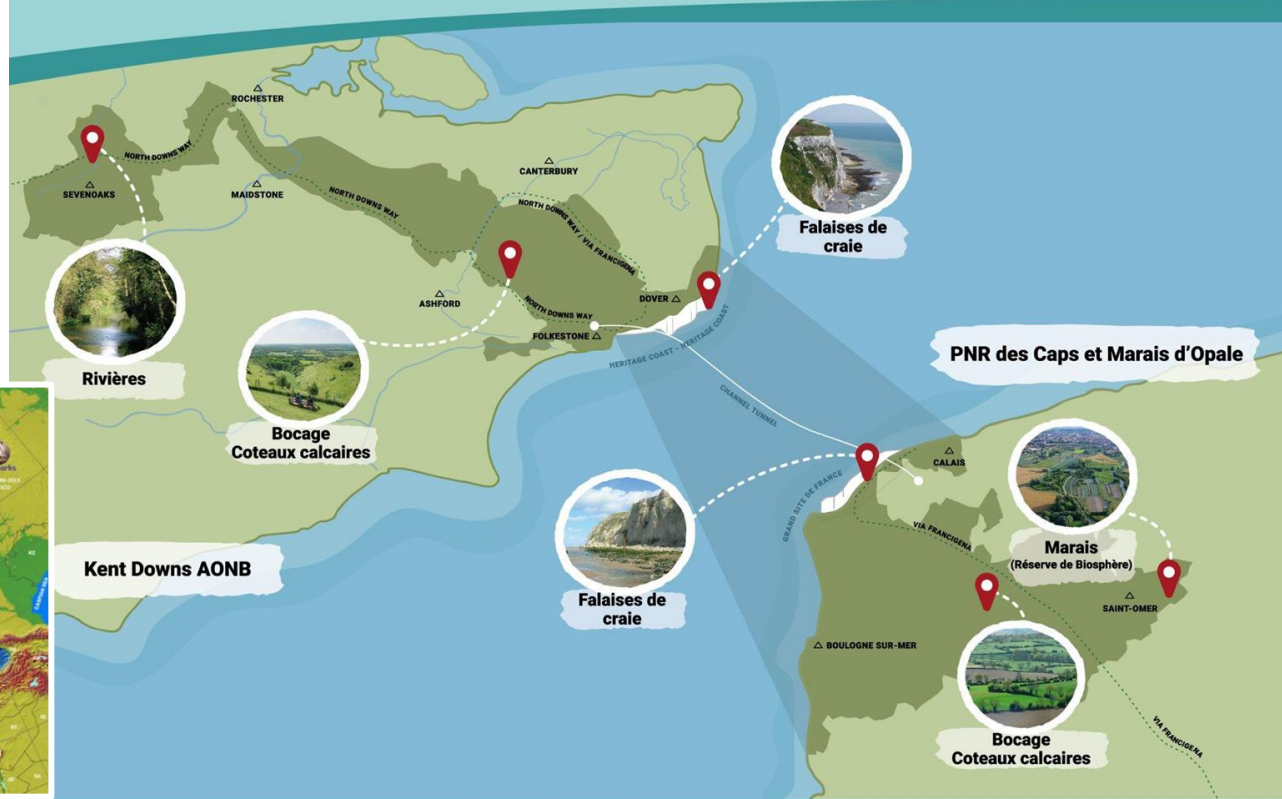 ROCHESTER
NORTH DOWNS WAY
SEVENOAKS
MAIDSTONE
NORTH DOWNS WAY
CANTERBURY
NORTH DOWNS WAY / VIA FRANCIGENA
Falaises de
craie
ASHFORD
NORTH DOWNS WAY
DOVER
FOLKESTONE
HERITAGE COAST - HERITAGE COAST
Rivières
Bocage
Coteaux calcaires
CHANNEL TUNNEL
PNR des Caps et Marais d'Opale
CALAIS
GRAND SITE DE FRANCE
VIA FRANCIGENA
Marais
(Réserve de Biosphère)
SAINT-OMER
Kent Downs AONB
CASPIAN SEA
Falaises de
craie
BOULOGNE SUR-MER
Bocage
Coteaux calcaires
VIA FRANCIGENA